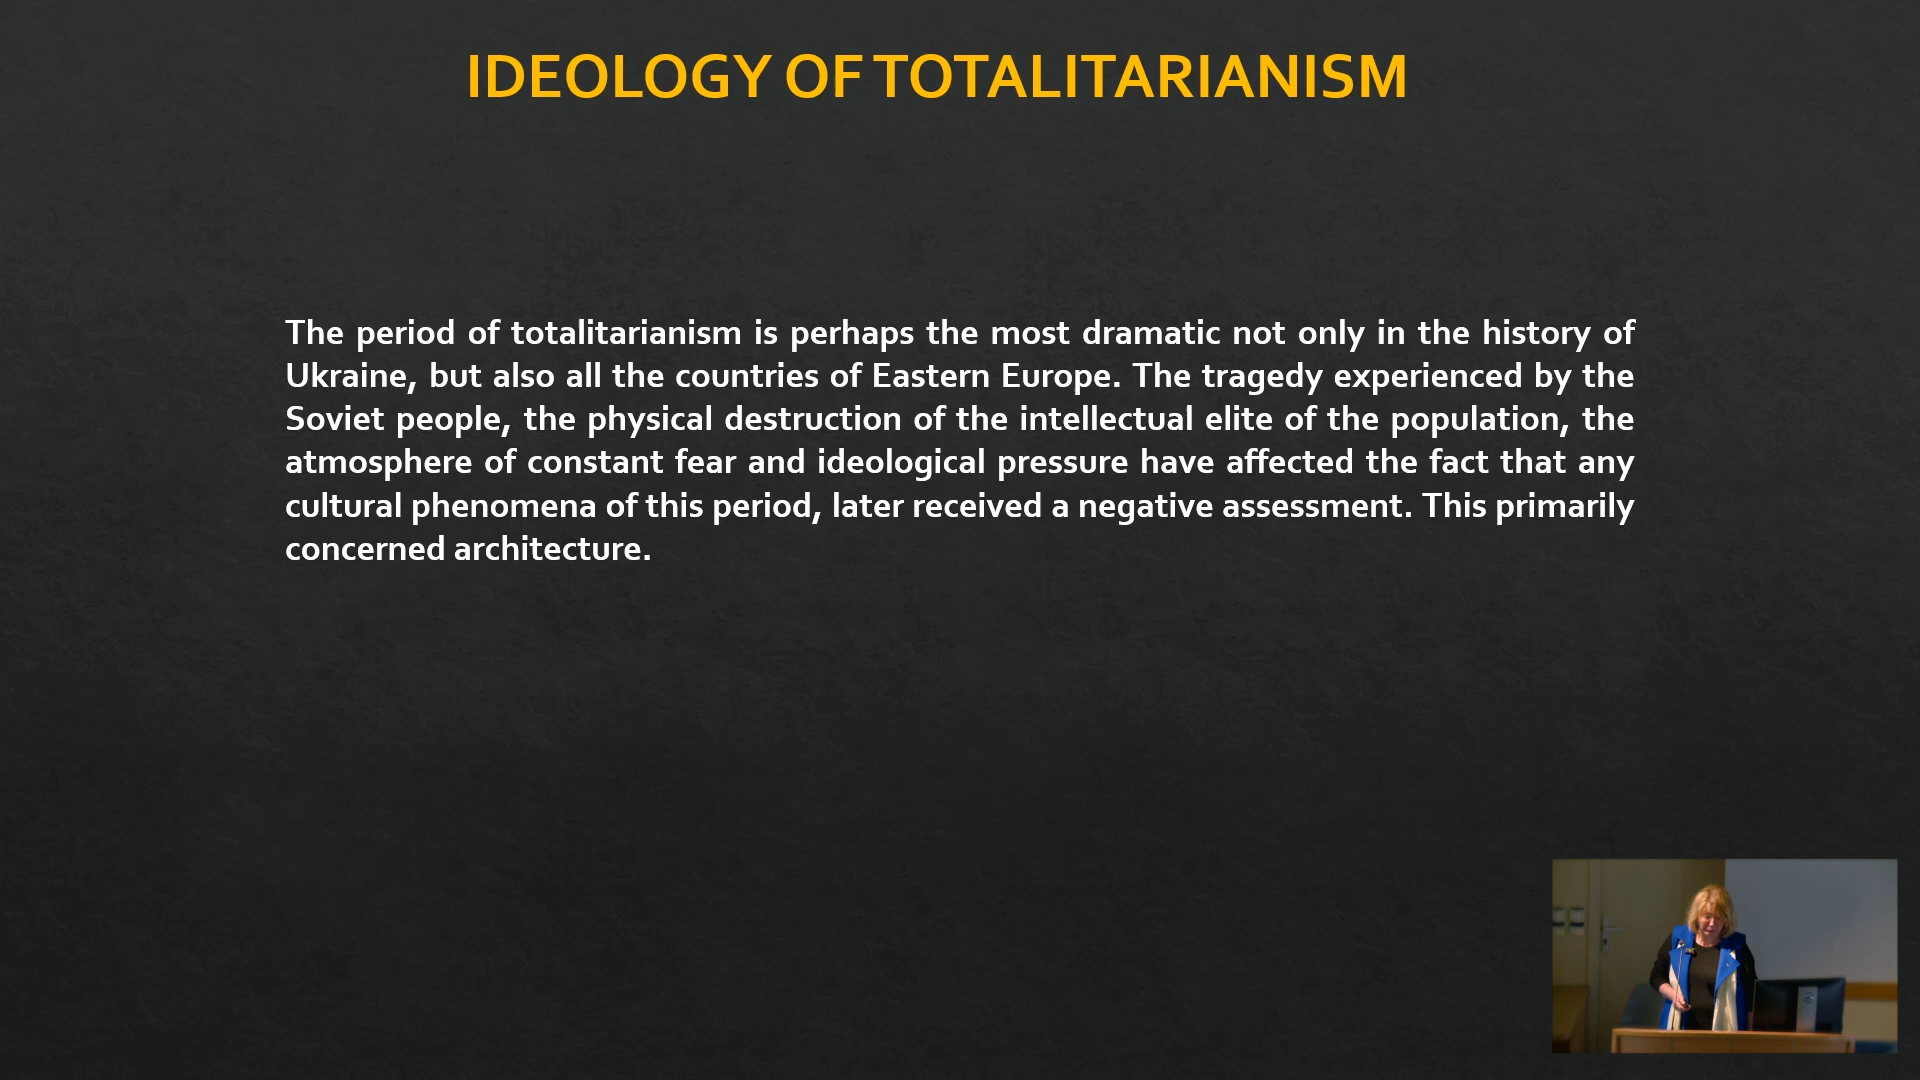 IDEOLOGY OF TOTALITARIANISM
The period of totalitarianism is perhaps the most dramatic not only in the history of
Ukraine, but also all the countries of Eastern Europe. The tragedy experienced by the
Soviet people, the physical destruction of the intellectual elite of the population, the
atmosphere of constant fear and ideological pressure have affected the fact that any
cultural phenomena of this period, later received a negative assessment. This primarily
concerned architecture.